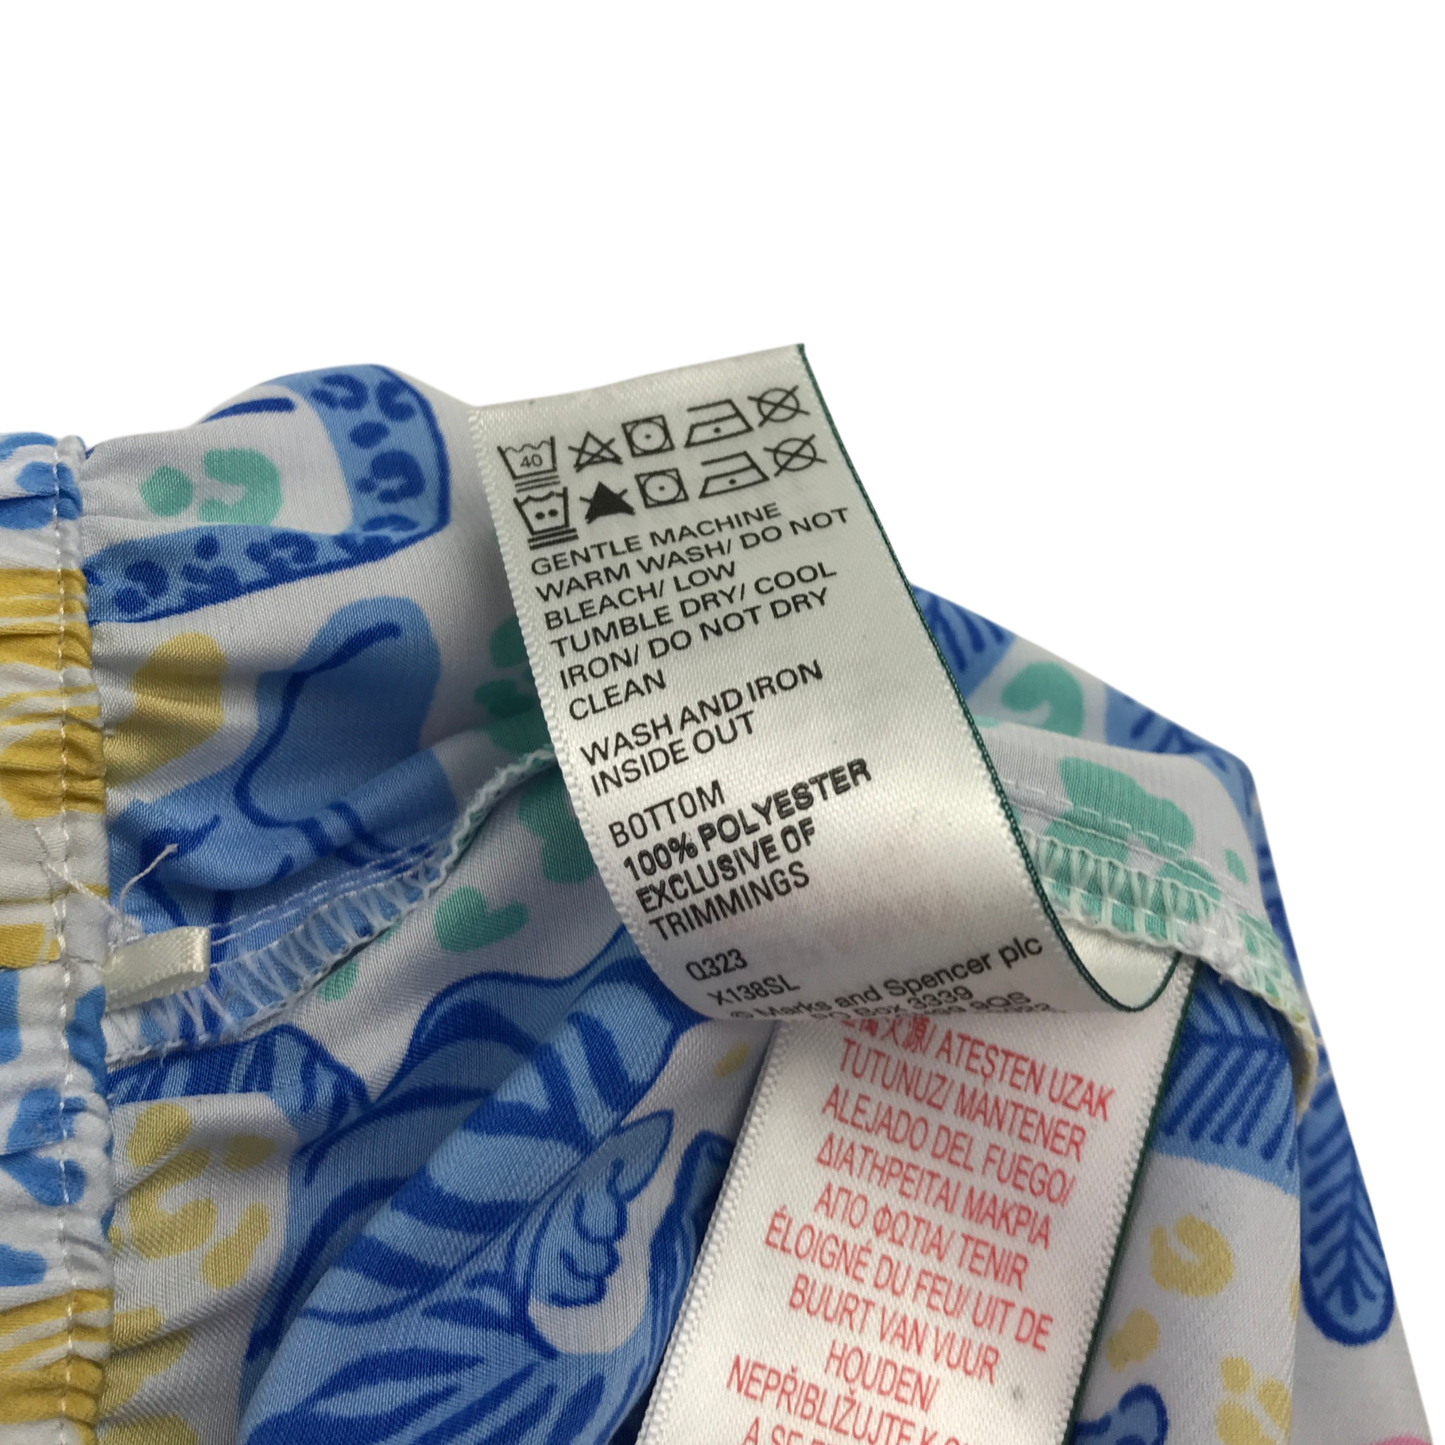 40
GENTLE MACHINE
WARM WASH/ DO NOT
BLEACH/ LOW
TUMBLE DRY/ COOL
IRON/ DO NOT DRY
CLEAN
WASH AND IRON
INSIDE OUT
BOTTOM
100% POLYESTER
EXCLUSIVE OF
TRIMMINGS
0323
X138SL
© Marks and Spencer plc
PO Box 3339
ATEŞTEN UZAK
TUTUNUZ/ MANTENER
ALEJADO DEL FUEGO/
ΔΙΑΤΗΡΕΙΤΑΙ ΜΑΚΡΙΑ
ΑΠΟ ΦΩΤΙΑ/ TENIR
ÉLOIGNÉ DU FEU/ UIT DE
BUURT VAN VUUR
HOUDEN/
NEPŘIBLIŽUJTE K